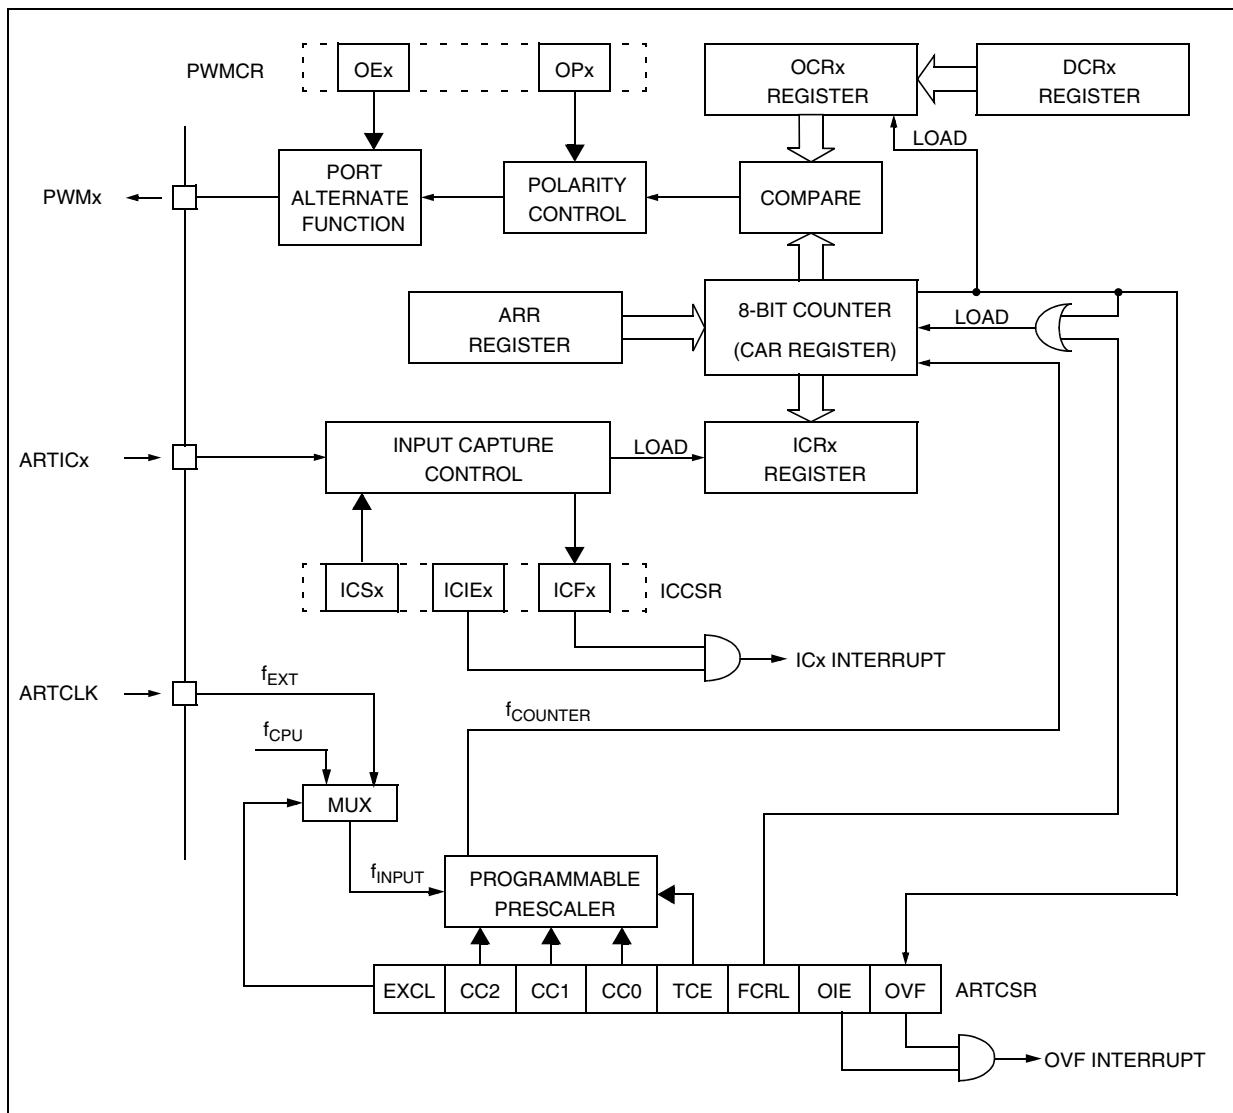 PWMCR
OEx
OPx
OCRx
REGISTER
DCRx
REGISTER
LOAD
PWMx
PORT
ALTERNATE
FUNCTION
POLARITY
CONTROL
COMPARE
ARR
REGISTER
8-BIT COUNTER
(CAR REGISTER)
LOAD
ARTICx
INPUT CAPTURE
CONTROL
LOAD
ICRx
REGISTER
ICSx
ICIEx
ICFx
ICCSR
ICx INTERRUPT
ARTCLK
fEXT
fCPU
fCOUNTER
MUX
fINPUT
PROGRAMMABLE
PRESCALER
EXCL
CC2
CC1
CC0
TCE
FCRL
OIE
OVF
ARTCSR
OVF INTERRUPT